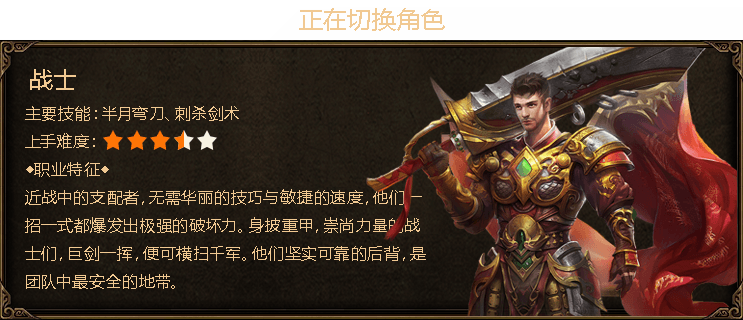 正在切换角色
战士
主要技能:半月弯刀、刺杀剑术
上手难度:
◆职业特征◆
近战中的支配者,无需华丽的技巧与敏捷的速度,他们一
招一式都爆发出极强的破坏力。身披重甲,崇尚力量的战
士们,巨剑一挥,便可横扫千军。他们坚实可靠的后背,是
团队中最安全的地带。